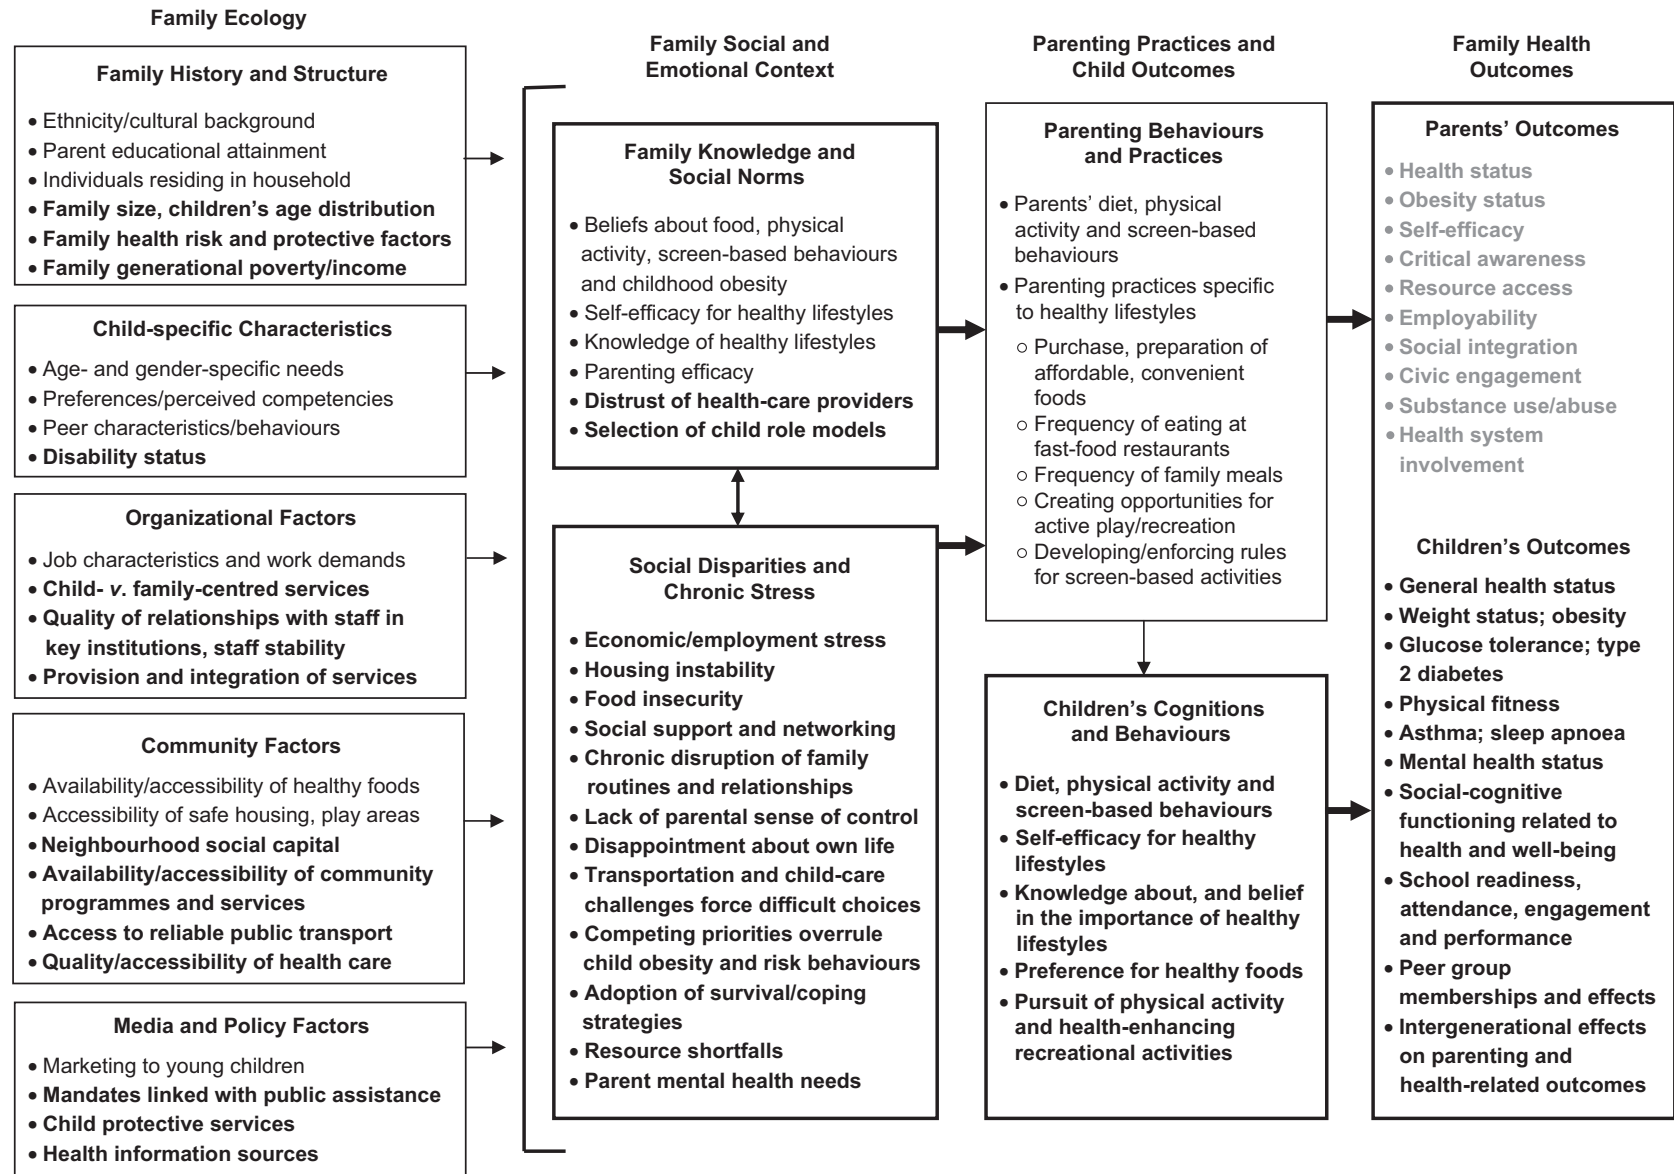 Family Ecology
Family History and Structure
• Ethnicity/cultural background
• Parent educational attainment
• Individuals residing in household
• Family size, children's age distribution
• Family health risk and protective factors
• Family generational poverty/income
Child-specific Characteristics
• Age- and gender-specific needs
• Preferences/perceived competencies
• Peer characteristics/behaviours
• Disability status
Organizational Factors
• Job characteristics and work demands
• Child- v. family-centred services
• Quality of relationships with staff in
key institutions, staff stability
• Provision and integration of services
Community Factors
• Availability/accessibility of healthy foods
• Accessibility of safe housing, play areas
• Neighbourhood social capital
• Availability/accessibility of community
programmes and services
• Access to reliable public transport
• Quality/accessibility of health care
Media and Policy Factors
• Marketing to young children
• Mandates linked with public assistance
• Child protective services
• Health information sources
Family Social and
Emotional Context
Family Knowledge and
Social Norms
• Beliefs about food, physical
activity, screen-based behaviours
and childhood obesity
• Self-efficacy for healthy lifestyles
• Knowledge of healthy lifestyles
• Parenting efficacy
• Distrust of health-care providers
• Selection of child role models
Social Disparities and
Chronic Stress
• Economic/employment stress
• Housing instability
• Food insecurity
• Social support and networking
• Chronic disruption of family
routines and relationships
• Lack of parental sense of control
• Disappointment about own life
• Transportation and child-care
challenges force difficult choices
• Competing priorities overrule
child obesity and risk behaviours
• Adoption of survival/coping
strategies
• Resource shortfalls
• Parent mental health needs
Parenting Practices and
Child Outcomes
Parenting Behaviours
and Practices
• Parents' diet, physical
activity and screen-based
behaviours
• Parenting practices specific
to healthy lifestyles
○ Purchase, preparation of
affordable, convenient
foods
○ Frequency of eating at
fast-food restaurants
○ Frequency of family meals
○ Creating opportunities for
active play/recreation
○ Developing/enforcing rules
for screen-based activities
Children's Cognitions
and Behaviours
• Diet, physical activity and
screen-based behaviours
• Self-efficacy for healthy
lifestyles
• Knowledge about, and belief
in the importance of healthy
lifestyles
• Preference for healthy foods
• Pursuit of physical activity
and health-enhancing
recreational activities
Family Health
Outcomes
Parents' Outcomes
• Health status
• Obesity status
• Self-efficacy
• Critical awareness
• Resource access
• Employability
• Social integration
• Civic engagement
• Substance use/abuse
• Health system
involvement
Children's Outcomes
• General health status
• Weight status; obesity
• Glucose tolerance; type
2 diabetes
• Physical fitness
• Asthma; sleep apnoea
• Mental health status
• Social-cognitive
functioning related to
health and well-being
• School readiness,
attendance, engagement
and performance
• Peer group
memberships and effects
• Intergenerational effects
on parenting and
health-related outcomes